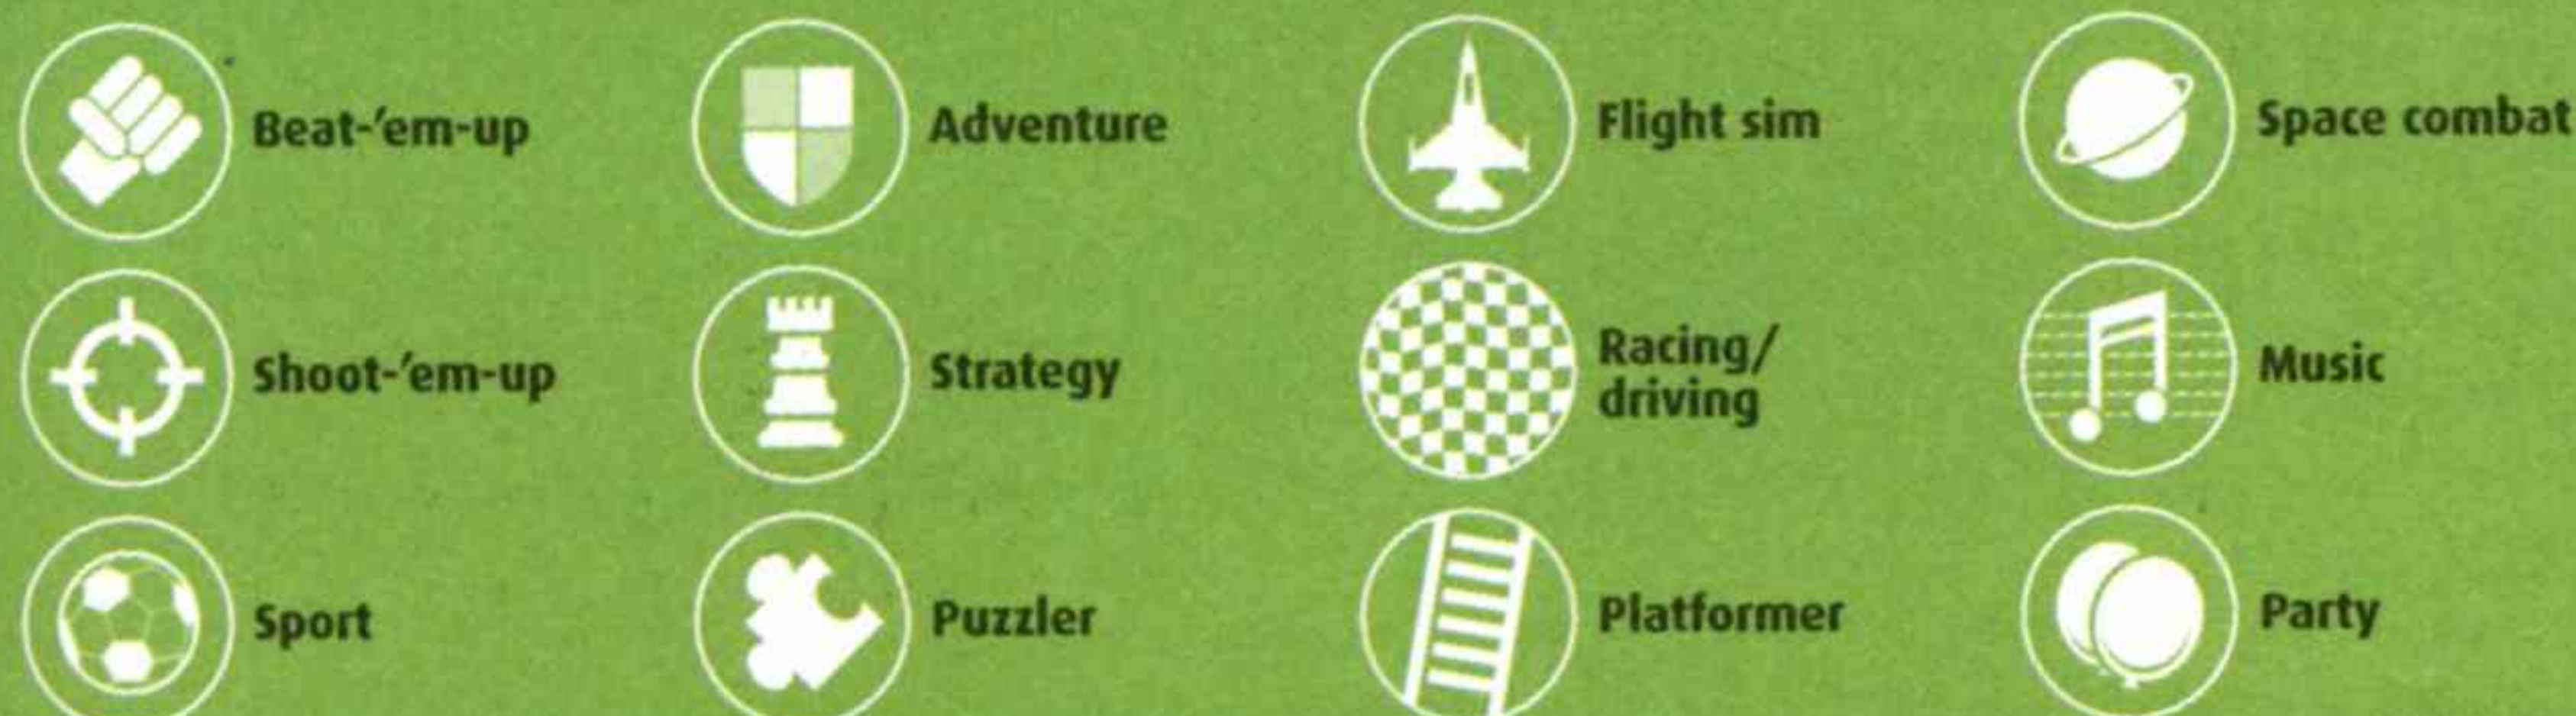 Beat-’em-up
Adventure
Flight sim
Space combat
Shoot-’em-up
Strategy
Racing/
driving
Music
Sport
Puzzler
Platformer
Party